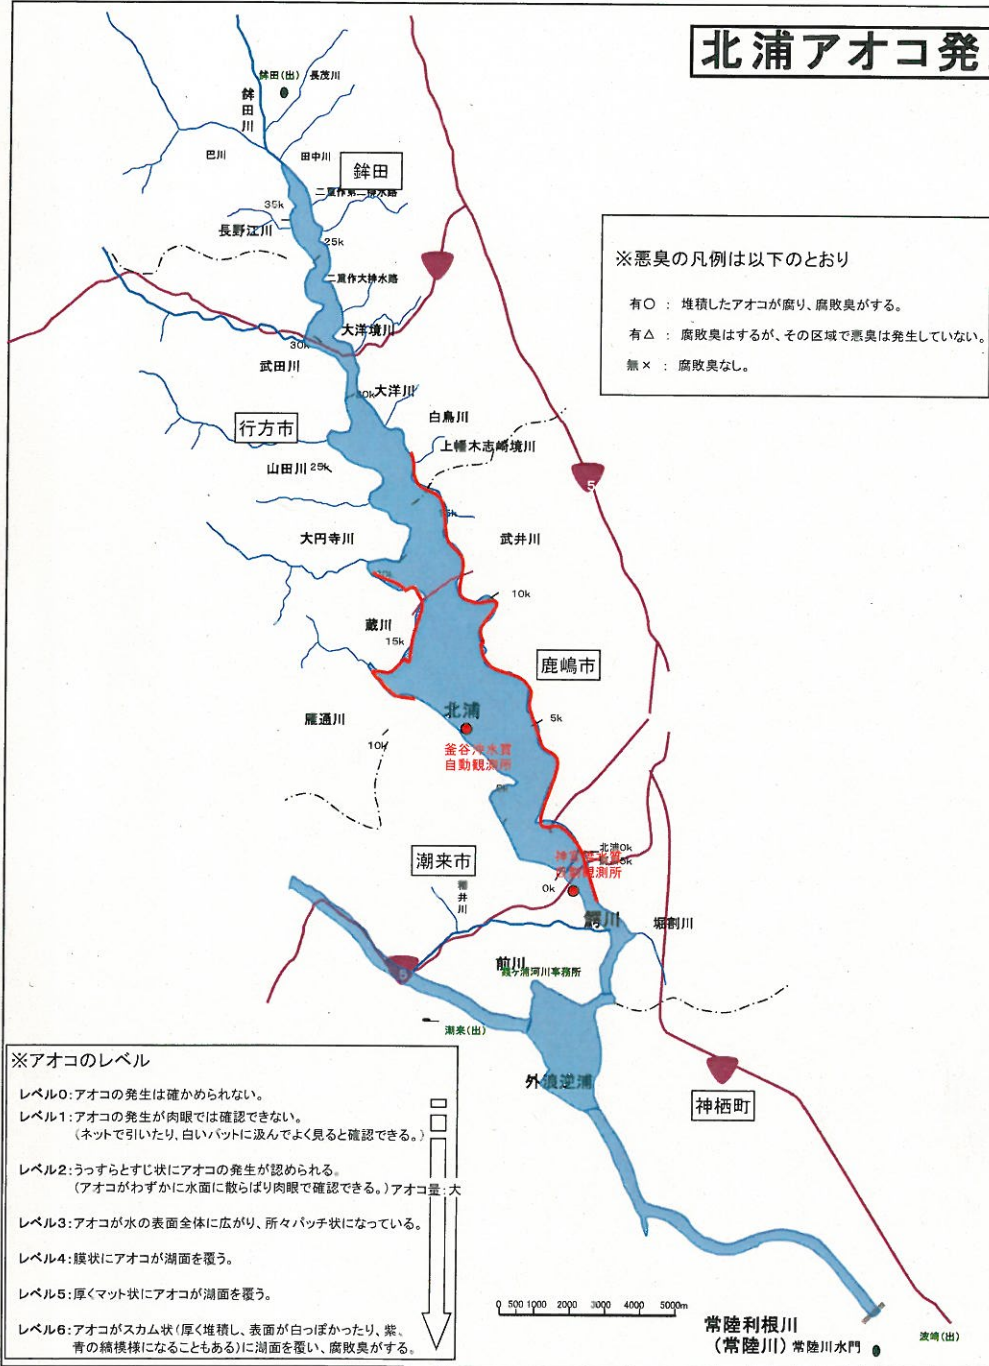 北浦アオコ発
鉾田(出)
長茂川
鉾田川
巴川
田中川
鉾田
35k
長野江川
25k
二重作大排水路
大洋境川
30k
武田川
大洋川
白鳥川
行方市
上幡木志崎境川
山田川
25k
大円寺川
武井川
10k
蔵川
15k
鹿嶋市
雁通川
北浦
5k
10k
釜谷沖水質
自動観測所
潮来市
北浦0k
0k
鰐川
堀割川
前川
霞ヶ浦河川事務所
5
5
潮来(出)
外浪逆浦
神栖町
※悪臭の凡例は以下のとおり
有○ : 堆積したアオコが腐り、腐敗臭がする。
有△ : 腐敗臭はするが、その区域で悪臭は発生していない。
無× : 腐敗臭なし。
※アオコのレベル
レベル0:アオコの発生は確かめられない。
レベル1:アオコの発生が肉眼では確認できない。
(ネットで引いたり、白いバットに汲んでよく見ると確認できる。)
レベル2:うっすらとすじ状にアオコの発生が認められる。
(アオコがわずかに水面に散らばり肉眼で確認できる。)アオコ量:大
レベル3:アオコが水の表面全体に広がり、所々パッチ状になっている。
レベル4:膜状にアオコが湖面を覆う。
レベル5:厚くマット状にアオコが湖面を覆う。
レベル6:アオコがスカム状(厚く堆積し、表面が白っぽかったり、紫、
青の縞模様になることもある)に湖面を覆い、腐敗臭がする。
0 500 1000 2000 3000 4000 5000m
常陸利根川
(常陸川) 常陸川水門
波崎(出)